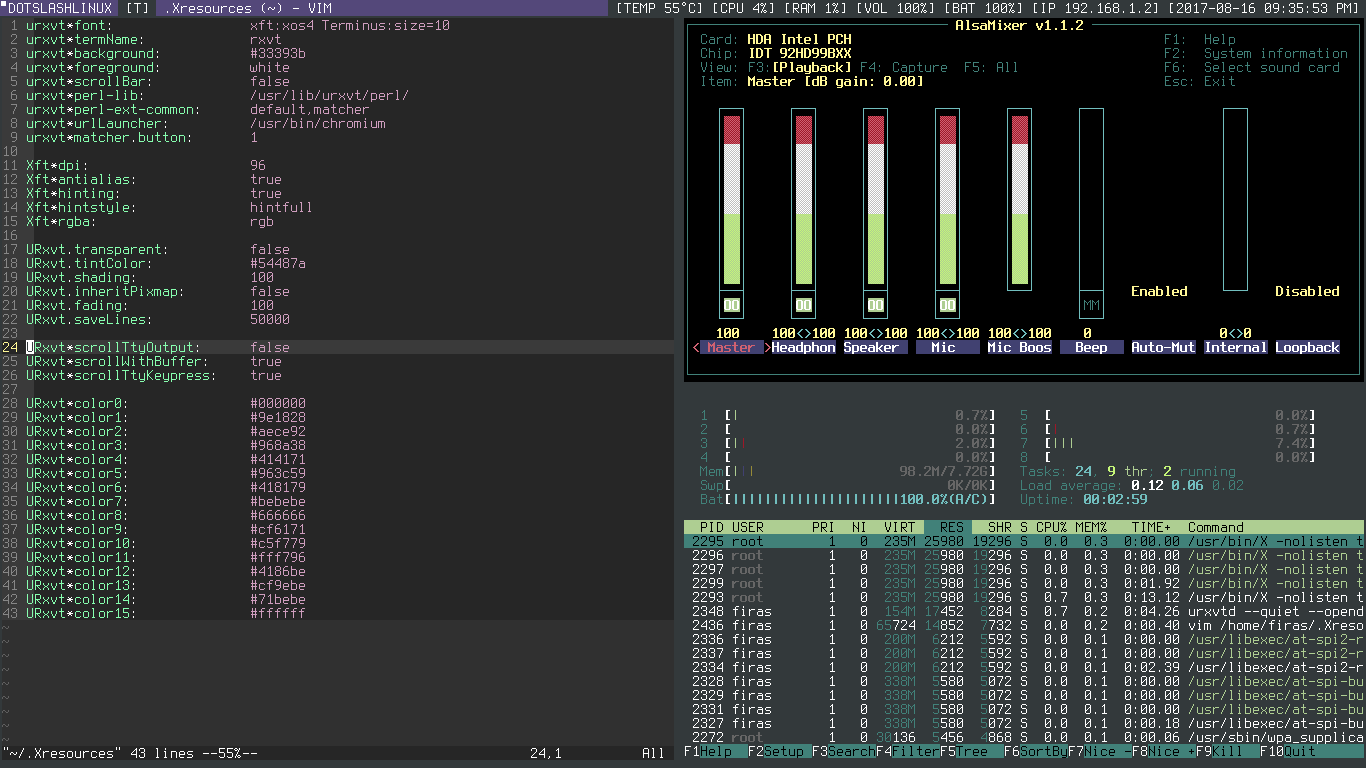 DOTSLASHLINUX [T] .Xresources (~) - VIM [TEMP 55°C] [CPU 4%] [RAM 1%] [VOL 100%] [BAT 100%] [IP 192.168.1.2] [2017-08-16 09:35:53 PM]
1 urxvt*font: xft:xos4 Terminus:size=10
2 urxvt*termName: rxvt
3 urxvt*background: #33393b
4 urxvt*foreground: white
5 urxvt*scrollBar: false
6 urxvt*perl-lib: /usr/lib/urxvt/perl/
7 urxvt*perl-ext-common: default,matcher
8 urxvt*urlLauncher: /usr/bin/chromium
9 urxvt*matcher.button: 1
10
11 Xft*dpi: 96
12 Xft*antialias: true
13 Xft*hinting: true
14 Xft*hintstyle: hintfull
15 Xft*rgba: rgb
16
17 URxvt.transparent: false
18 URxvt.tintColor: #54487a
19 URxvt.shading: 100
20 URxvt.inheritPixmap: false
21 URxvt.fading: 100
22 URxvt.saveLines: 50000
23
24 URxvt*scrollTtyOutput: false
25 URxvt*scrollWithBuffer: true
26 URxvt*scrollTtyKeypress: true
27
28 URxvt*color0: #000000
29 URxvt*color1: #9e1828
30 URxvt*color2: #aece92
31 URxvt*color3: #968a38
32 URxvt*color4: #414171
33 URxvt*color5: #963c59
34 URxvt*color6: #418179
35 URxvt*color7: #bebebe
36 URxvt*color8: #666666
37 URxvt*color9: #cf6171
38 URxvt*color10: #c5f779
39 URxvt*color11: #fff796
40 URxvt*color12: #4186be
41 URxvt*color13: #cf9ebe
42 URxvt*color14: #71bebe
43 URxvt*color15: #ffffff
~
~
~
~
~
~
~
~
~
"~/.Xresources" 43 lines --55%-- 24,1 All
AlsaMixer v1.1.2
Card: HDA Intel PCH F1: Help
Chip: IDT 92HD99BXX F2: System information
View: F3:[Playback] F4: Capture F5: All F6: Select sound card
Item: Master [dB gain: 0.00] Esc: Exit
Enabled Disabled
OO OO OO OO MM
100 100<>100 100<>100 100<>100 100<>100 0 0<>0
< Master >Headphon Speaker Mic Mic Boos Beep Auto-Mut Internal Loopback
1 [| 0.7%] 5 [ 0.0%]
2 [ 0.0%] 6 [ 0.7%]
3 [|| 2.0%] 7 [||| 7.4%]
4 [ 0.0%] 8 [ 0.0%]
Mem[||| 98.2M/7.72G] Tasks: 24, 9 thr; 2 running
Swp[ 0K/0K] Load average: 0.12 0.06 0.02
Bat[|||||||||||||||||||||100.0%(A/C)] Uptime: 00:02:59
PID USER PRI NI VIRT RES SHR S CPU% MEM% TIME+ Command
2295 root 1 0 235M 25980 19296 S 0.0 0.3 0:00.00 /usr/bin/X -nolisten t
2296 root 1 0 235M 25980 19296 S 0.0 0.3 0:00.00 /usr/bin/X -nolisten t
2297 root 1 0 235M 25980 19296 S 0.0 0.3 0:00.00 /usr/bin/X -nolisten t
2299 root 1 0 235M 25980 19296 S 0.0 0.3 0:01.92 /usr/bin/X -nolisten t
2293 root 1 0 235M 25980 19296 S 0.7 0.3 0:13.12 /usr/bin/X -nolisten t
2348 firas 1 0 154M 17452 8284 S 0.7 0.2 0:04.26 urxvtd --quiet --opend
2436 firas 1 0 65724 14852 7732 S 0.0 0.2 0:00.40 vim /home/firas/.Xreso
2336 firas 1 0 200M 6212 5592 S 0.0 0.1 0:00.00 /usr/libexec/at-spi2-r
2337 firas 1 0 200M 6212 5592 S 0.0 0.1 0:00.00 /usr/libexec/at-spi2-r
2334 firas 1 0 200M 6212 5592 S 0.0 0.1 0:02.39 /usr/libexec/at-spi2-r
2328 firas 1 0 338M 5580 5072 S 0.0 0.1 0:00.00 /usr/libexec/at-spi-bu
2329 firas 1 0 338M 5580 5072 S 0.0 0.1 0:00.00 /usr/libexec/at-spi-bu
2331 firas 1 0 338M 5580 5072 S 0.0 0.1 0:00.00 /usr/libexec/at-spi-bu
2327 firas 1 0 338M 5580 5072 S 0.0 0.1 0:00.18 /usr/libexec/at-spi-bu
2272 root 1 0 30136 5456 4868 S 0.0 0.1 0:00.06 /usr/sbin/wpa_supplica
F1Help F2Setup F3SearchF4FilterF5Tree F6SortByF7Nice -F8Nice +F9Kill F10Quit